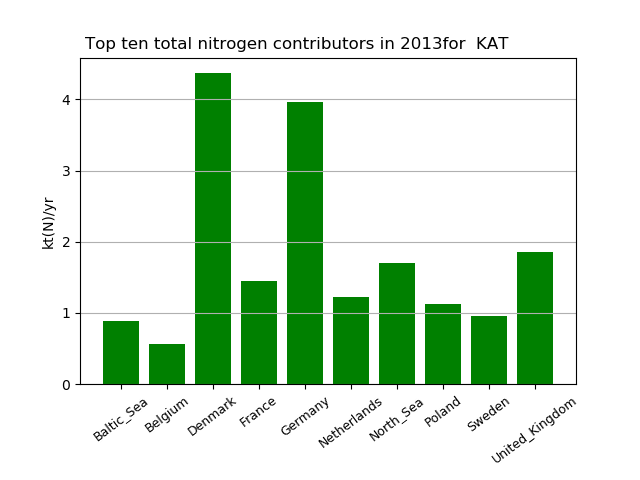 Top ten total nitrogen contributors in 2013for  KAT
kt(N)/yr
4
3
2
1
0
Baltic_Sea
Belgium
Denmark
France
Germany
Netherlands
North_Sea
Poland
Sweden
United_Kingdom